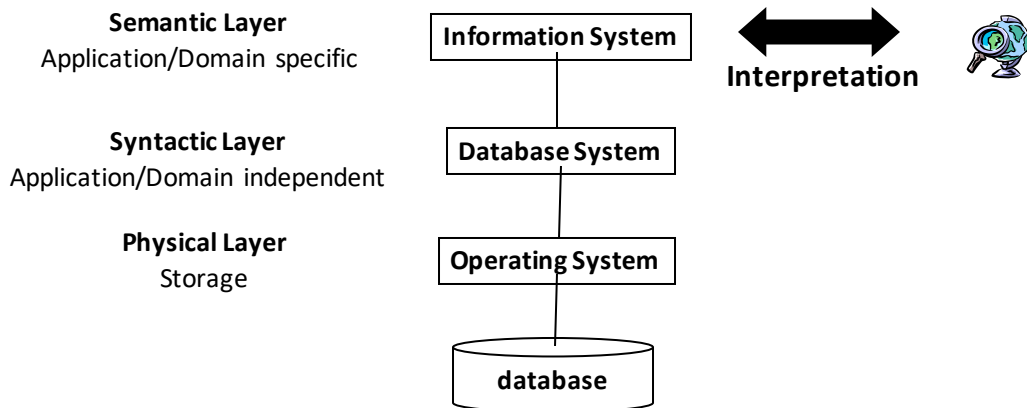 Semantic Layer
Application/Domain specific
Information System
Interpretation
Syntactic Layer
Application/Domain independent
Database System
Physical Layer
Storage
Operating System
database